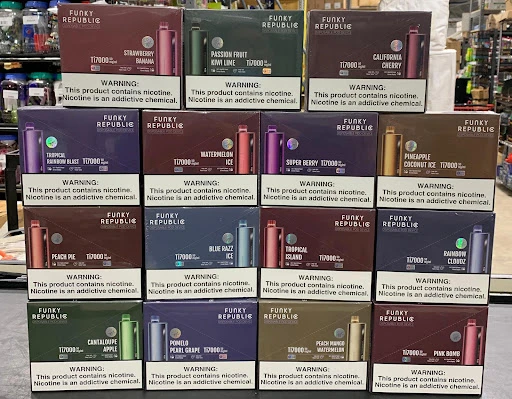 FUNKY
REPUBLIC
STRAWBERRY
BANANA
Ti7000
WARNING:
This product contains nicotine.
Nicotine is an addictive chemical.
FUNKY
REPUBLIC
PASSION FRUIT
KIWI LIME
Ti7000
WARNING:
This product contains nicotine.
Nicotine is an addictive chemical.
FUNKY
REPUBLIC
CALIFORNIA
CHERRY
Ti7000
WARNING:
This product contains nicotine.
Nicotine is an addictive chemical.
FUNKY
REPUBLIC
TROPICAL
RAINBOW BLAST
Ti7000
WARNING:
This product contains nicotine.
Nicotine is an addictive chemical.
FUNKY
REPUBLIC
WATERMELON
ICE
Ti7000
WARNING:
This product contains nicotine.
Nicotine is an addictive chemical.
FUNKY
REPUBLIC
SUPER BERRY
Ti7000
WARNING:
This product contains nicotine.
Nicotine is an addictive chemical.
FUNKY
REPUBLIC
PINEAPPLE
COCONUT ICE
Ti7000
WARNING:
This product contains nicotine.
Nicotine is an addictive chemical.
FUNKY
REPUBLIC
PEACH PIE
Ti7000
WARNING:
This product contains nicotine.
Nicotine is an addictive chemical.
FUNKY
REPUBLIC
BLUE RAZZ
ICE
Ti7000
WARNING:
This product contains nicotine.
Nicotine is an addictive chemical.
FUNKY
REPUBLIC
TROPICAL
ISLAND
Ti7000
WARNING:
This product contains nicotine.
Nicotine is an addictive chemical.
FUNKY
REPUBLIC
RAINBOW
CLOUDZ
Ti7000
WARNING:
This product contains nicotine.
Nicotine is an addictive chemical.
FUNKY
REPUBLIC
CANTALOUPE
APPLE
Ti7000
WARNING:
This product contains nicotine.
Nicotine is an addictive chemical.
FUNKY
REPUBLIC
POMELO
PEARL GRAPE
Ti7000
WARNING:
This product contains nicotine.
Nicotine is an addictive chemical.
FUNKY
REPUBLIC
PEACH MANGO
WATERMELON
Ti7000
WARNING:
This product contains nicotine.
Nicotine is an addictive chemical.
FUNKY
REPUBLIC
PINK BOMB
Ti7000
WARNING:
This product contains nicotine.
Nicotine is an addictive chemical.